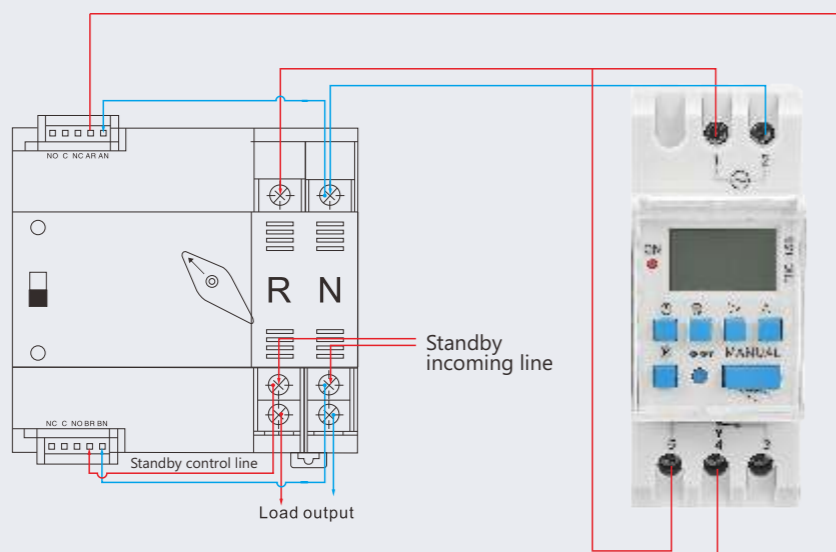 NO C NC AR AN
R N
Standby
incoming line
NC C NO BR BN
Standby control line
Load output
1
2
ON
MANUAL
5 4 3